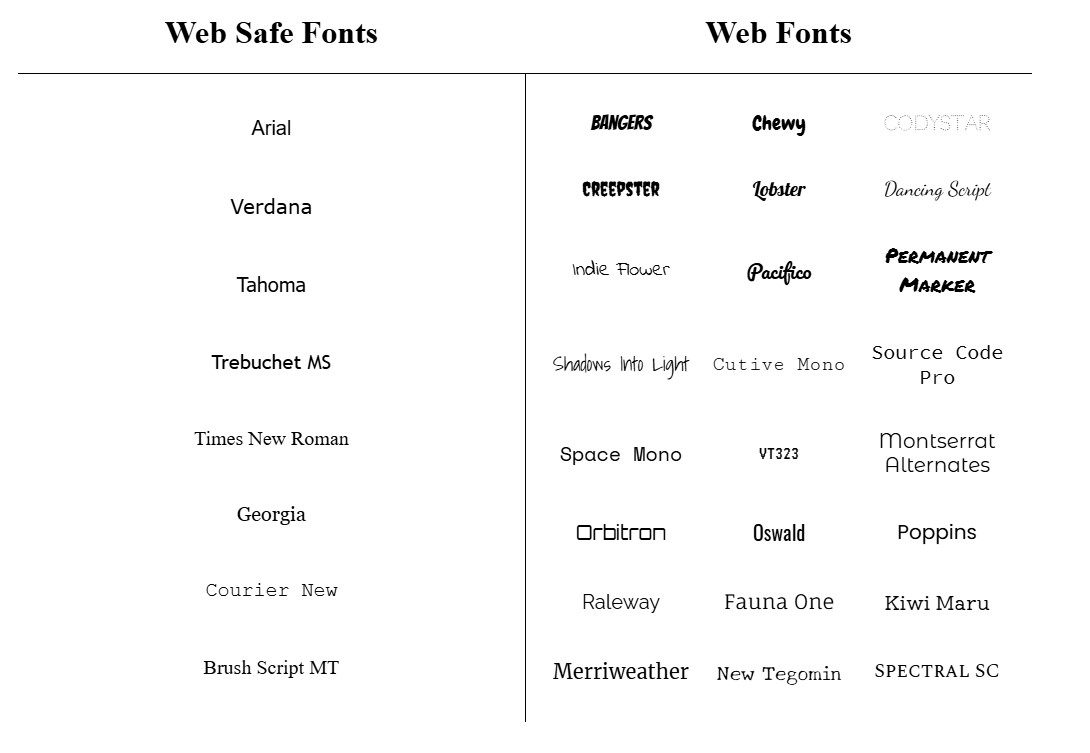 Web Safe Fonts
Web Fonts
Arial
Verdana
Tahoma
Trebuchet MS
Times New Roman
Georgia
Courier New
Brush Script MT
BANGERS
Chewy
CODYSTAR
CREEPSTER
Lobster
Dancing Script
Indie Flower
Pacifico
PERMANENT
MARKER
Shadows Into Light
Cutive Mono
Source Code
Pro
Space Mono
VT323
Montserrat
Alternates
Orbitron
Oswald
Poppins
Raleway
Fauna One
Kiwi Maru
Merriweather
New Tegomin
SPECTRAL SC